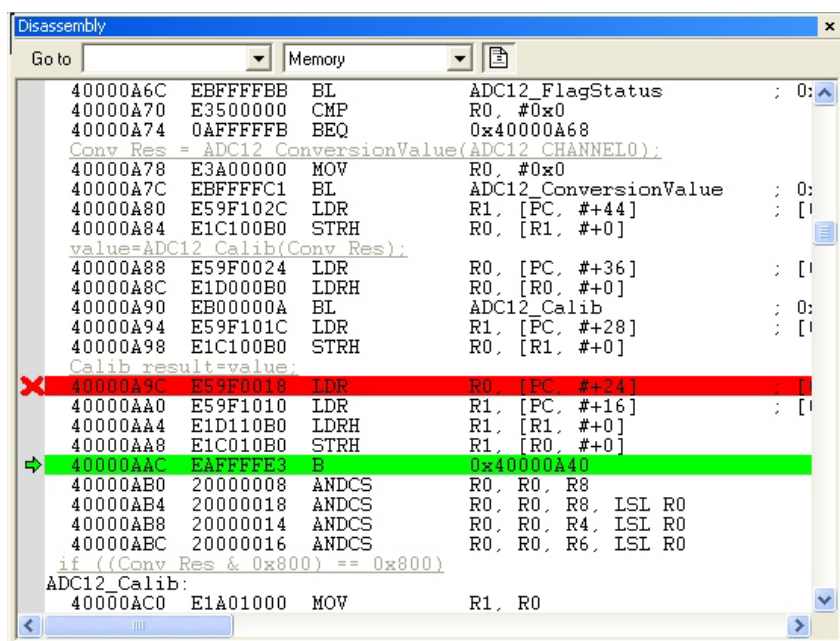 Disassembly
Go to Memory
40000A6C EBFFFFBB BL ADC12_FlagStatus ; 0
40000A70 E3500000 CMP R0, #0x0
40000A74 0AFFFFFB BEQ 0x40000A68
Conv_Res = ADC12_ConversionValue(ADC12_CHANNEL0);
40000A78 E3A00000 MOV R0, #0x0
40000A7C EBFFFFC1 BL ADC12_ConversionValue ; 0
40000A80 E59F102C LDR R1, [PC, #+44] ; [
40000A84 E1C100B0 STRH R0, [R1, #+0]
value=ADC12_Calib(Conv_Res);
40000A88 E59F0024 LDR R0, [PC, #+36] ; [
40000A8C E1D000B0 LDRH R0, [R0, #+0]
40000A90 EB00000A BL ADC12_Calib ; 0
40000A94 E59F101C LDR R1, [PC, #+28] ; [
40000A98 E1C100B0 STRH R0, [R1, #+0]
Calib_result=value;
40000A9C E59F0018 LDR R0, [PC, #+24] ; [
40000AA0 E59F1010 LDR R1, [PC, #+16] ; [
40000AA4 E1D110B0 LDRH R1, [R1, #+0]
40000AA8 E1C010B0 STRH R1, [R0, #+0]
40000AAC EAFFFFE3 B 0x40000A40
40000AB0 20000008 ANDCS R0, R0, R8
40000AB4 20000018 ANDCS R0, R0, R8, LSL R0
40000AB8 20000014 ANDCS R0, R0, R4, LSL R0
40000ABC 20000016 ANDCS R0, R0, R6, LSL R0
if ((Conv_Res & 0x800) == 0x800)
ADC12_Calib:
40000AC0 E1A01000 MOV R1, R0